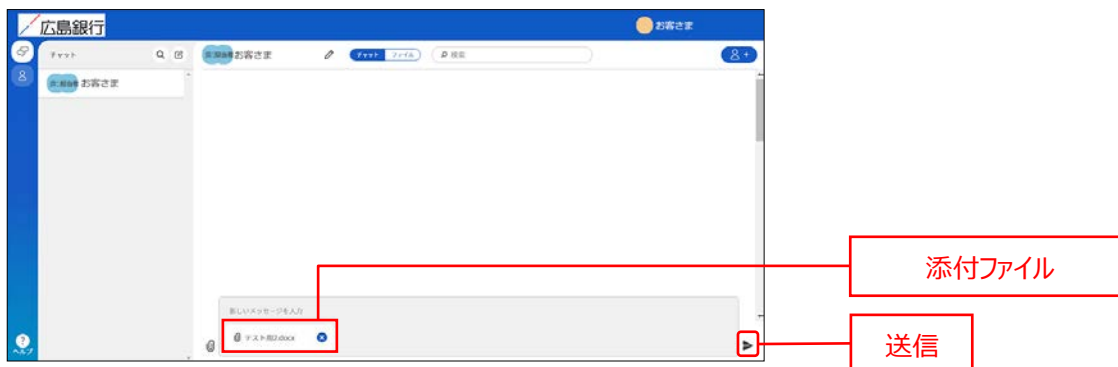 広島銀行
お客さま
チャット
お客さま
チャット ファイル
検索
お客さま
添付ファイル
新しいメッセージを入力
テスト用2.docx
送信
ヘルプ